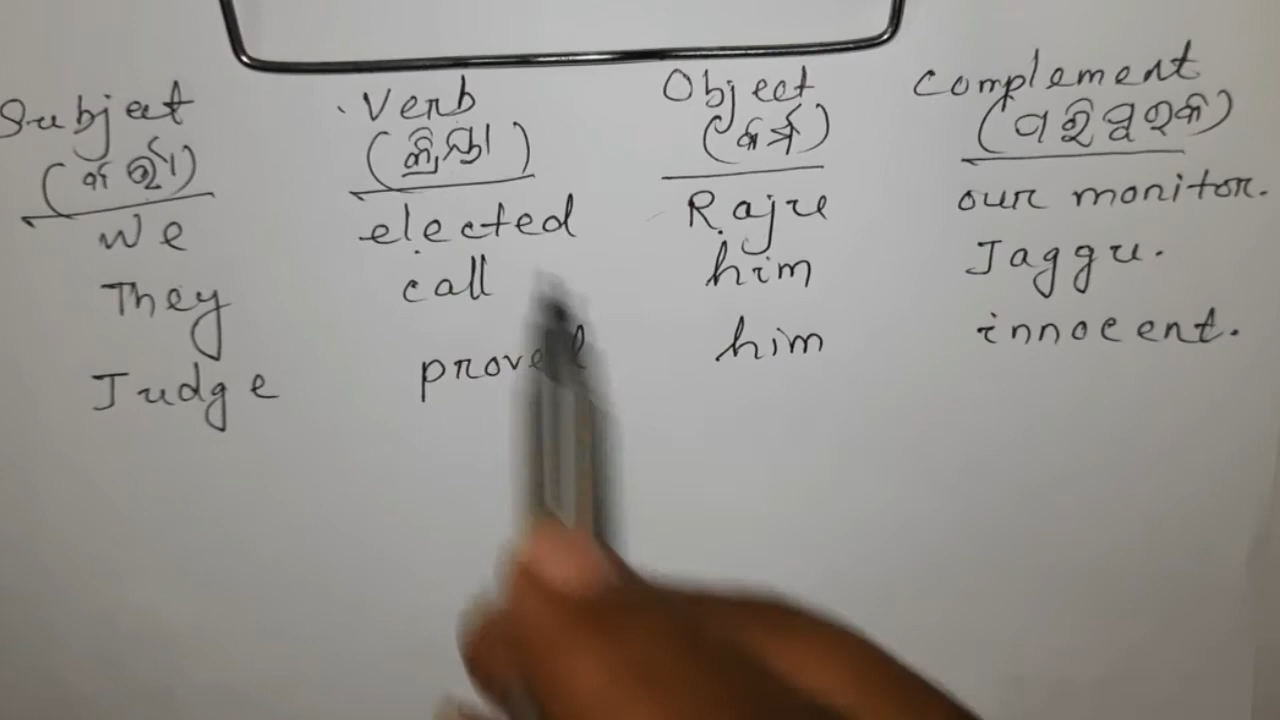 Subject Verb Object Complement
(କର୍ତ୍ତା) (କ୍ରିୟା) (କର୍ମ) (ପରିପୂରକ)
We elected Raju our monitor.
They call him Jaggu.
Judge proved him innocent.